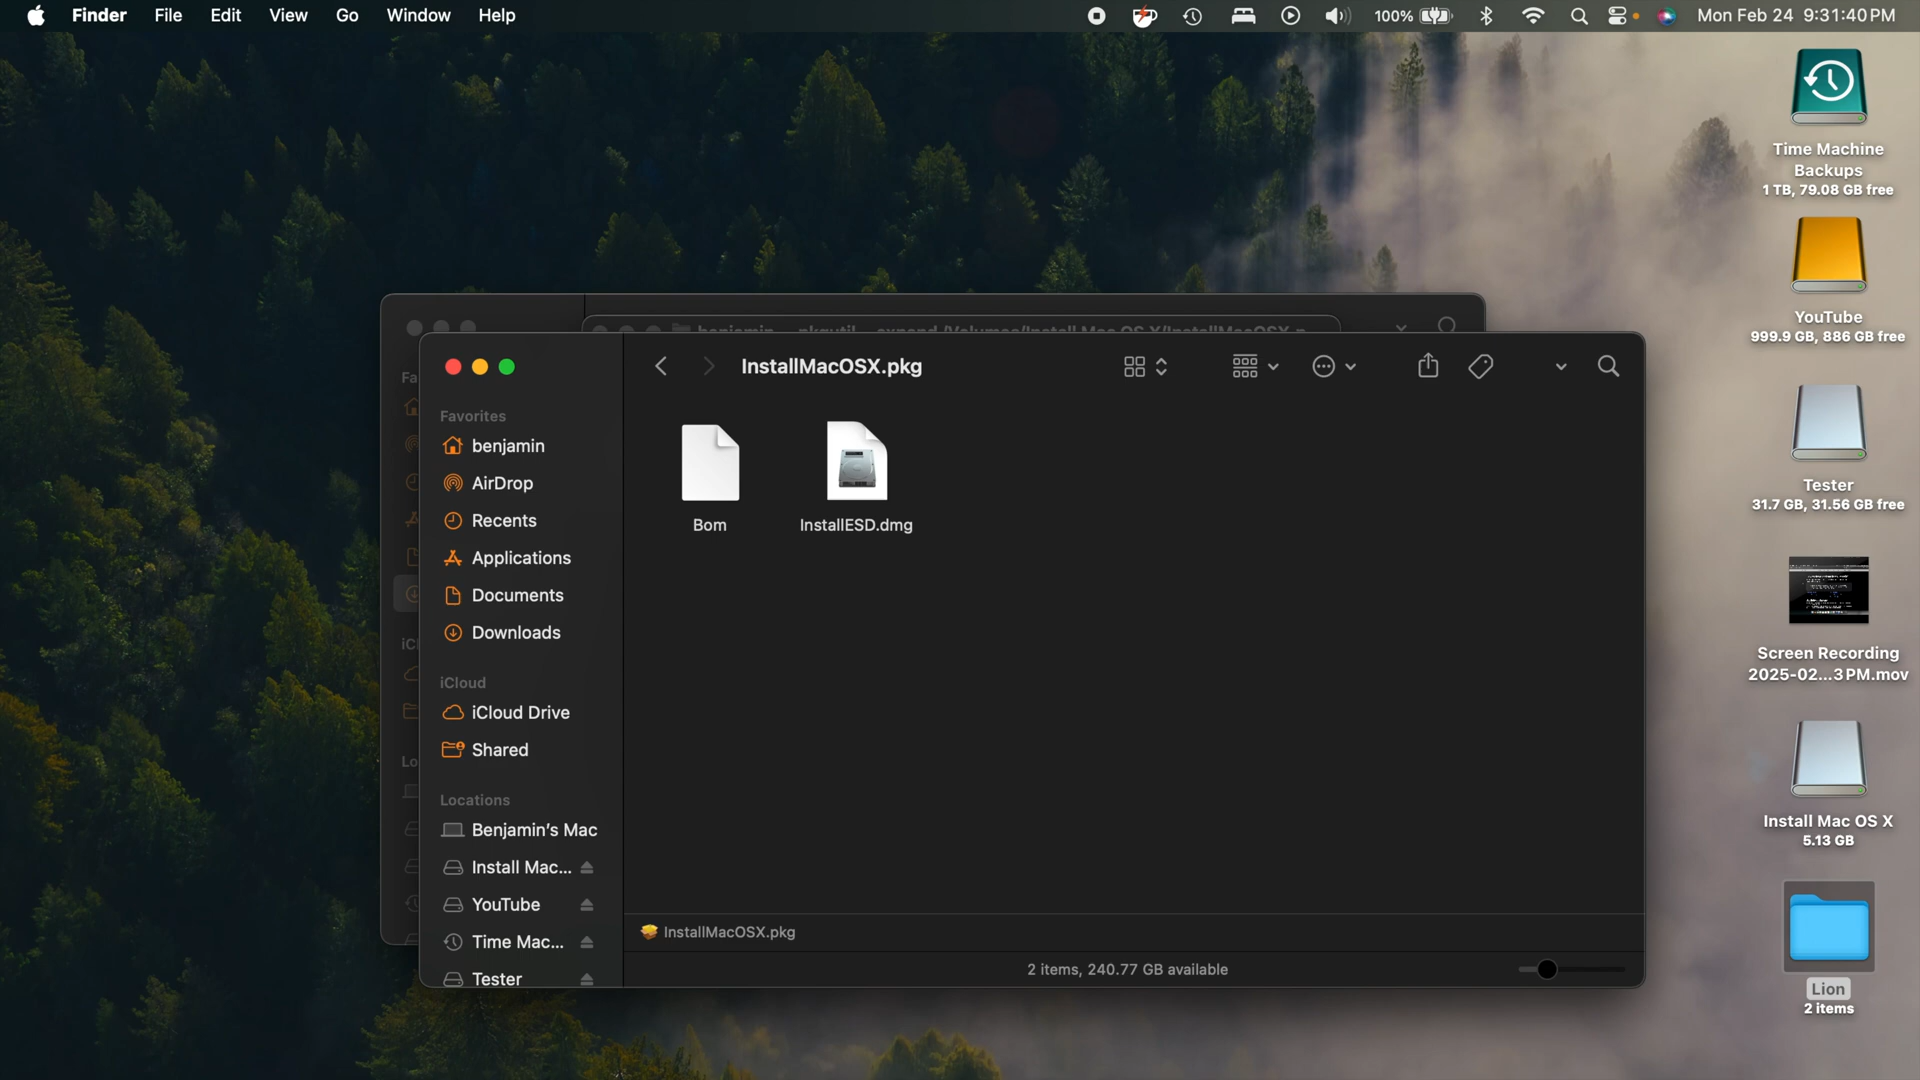 Finder File Edit View Go Window Help
100%
Mon Feb 24 9:31:40 PM
Time Machine
Backups
1 TB, 79.08 GB free
YouTube
999.9 GB, 886 GB free
Tester
31.7 GB, 31.56 GB free
Screen Recording
2025-02...3 PM.mov
Install Mac OS X
5.13 GB
Lion
2 items
InstallMacOSX.pkg
Favorites
benjamin
AirDrop
Recents
Applications
Documents
Downloads
iCloud
iCloud Drive
Shared
Locations
Benjamin's Mac
Install Mac...
YouTube
Time Mac...
Tester
Bom
InstallESD.dmg
InstallMacOSX.pkg
2 items, 240.77 GB available